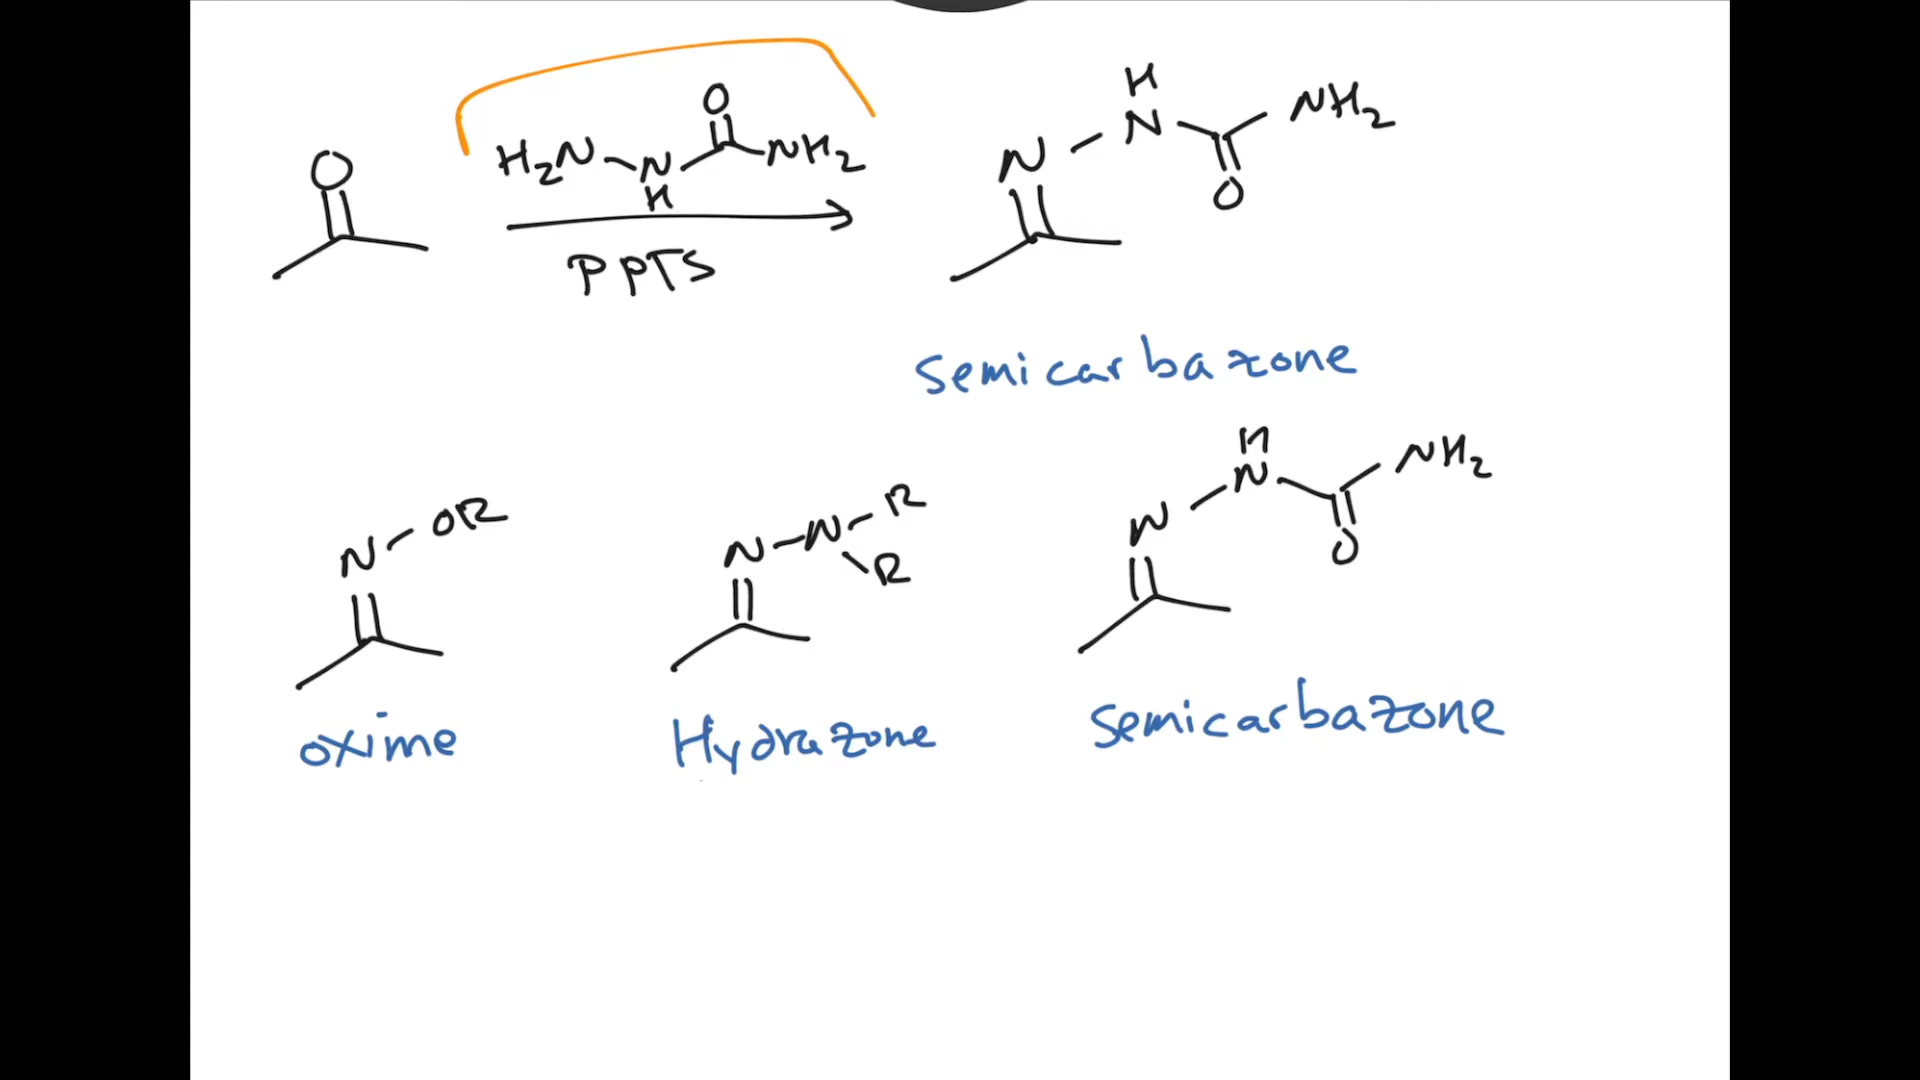 O
H₂N N H O NH₂
PPTS
N N H O NH₂
semicarbazone
N OR
N N R R
N N H O NH₂
oxime
Hydrazone
semicarbazone